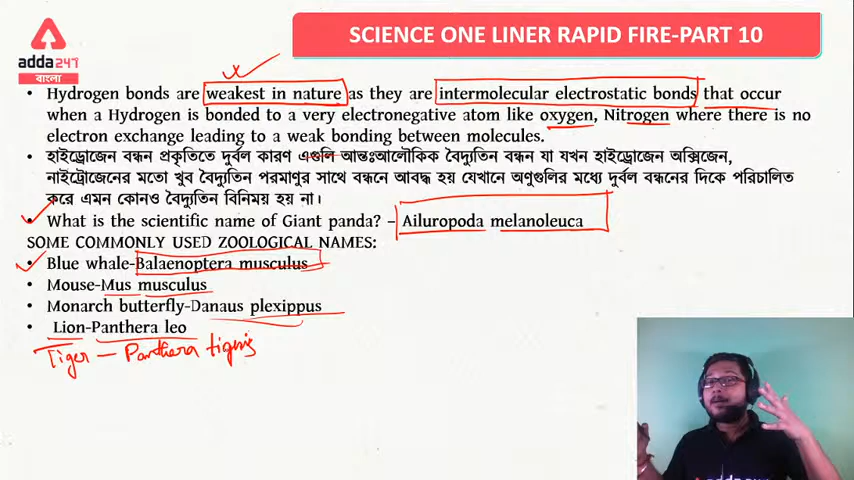 SCIENCE ONE LINER RAPID FIRE-PART 10
adda247
বাংলা
• Hydrogen bonds are weakest in nature as they are intermolecular electrostatic bonds that occur
when a Hydrogen is bonded to a very electronegative atom like oxygen, Nitrogen where there is no
electron exchange leading to a weak bonding between molecules.
• হাইড্রোজেন বন্ধন প্রকৃতিতে দুর্বল কারণ এগুলি আন্তঃআলৌকিক বৈদ্যুতিন বন্ধন যা যখন হাইড্রোজেন অক্সিজেন,
নাইট্রোজেনের মতো খুব বৈদ্যুতিন পরমাণুর সাথে বন্ধনে আবদ্ধ হয় যেখানে অণুগুলির মধ্যে দুর্বল বন্ধনের দিকে পরিচালিত
করে এমন কোনও বৈদ্যুতিন বিনিময় হয় না।
• What is the scientific name of Giant panda? – Ailuropoda melanoleuca
SOME COMMONLY USED ZOOLOGICAL NAMES:
• Blue whale-Balaenoptera musculus
• Mouse-Mus musculus
• Monarch butterfly-Danaus plexippus
• Lion-Panthera leo
Tiger — Panthera tigris